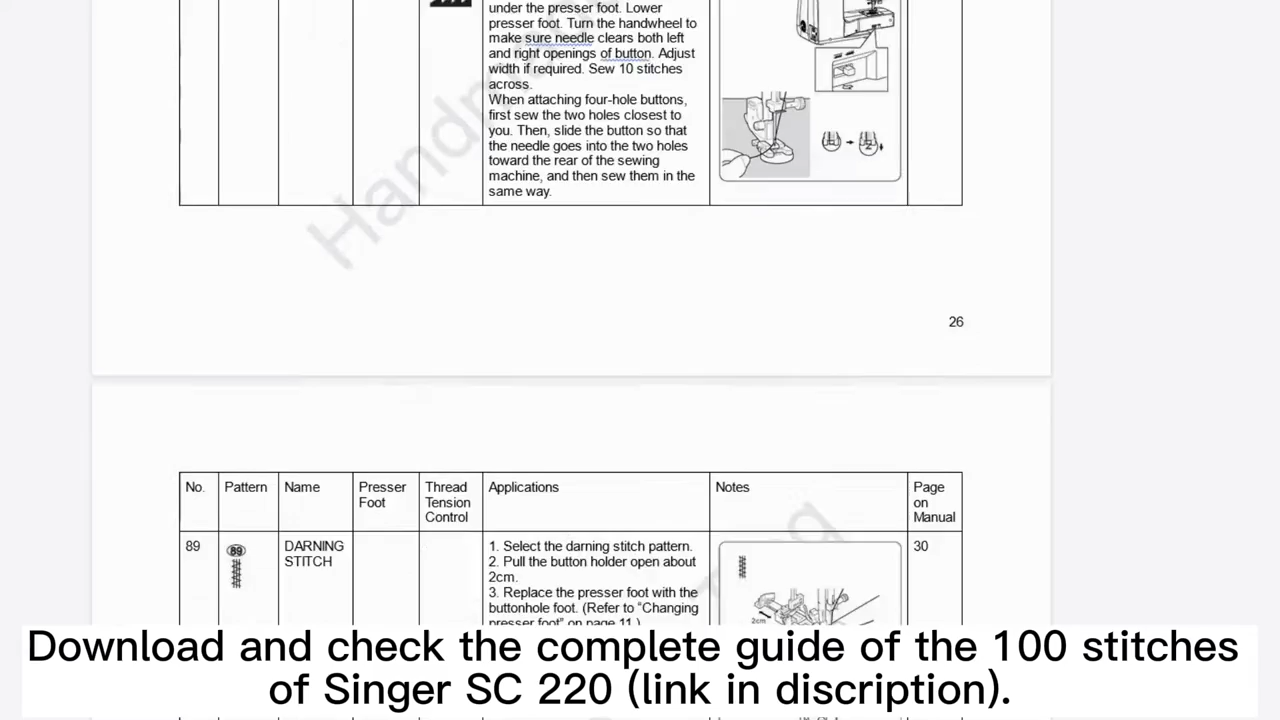 under the presser foot. Lower
presser foot. Turn the handwheel to
make sure needle clears both left
and right openings of button. Adjust
width if required. Sew 10 stitches
across.
When attaching four-hole buttons,
first sew the two holes closest to
you. Then, slide the button so that
the needle goes into the two holes
toward the rear of the sewing
machine, and then sew them in the
same way.
26
No. Pattern Name Presser Foot Thread Tension Control Applications Notes Page on Manual
89 89 DARNING STITCH 30
1. Select the darning stitch pattern.
2. Pull the button holder open about
2cm.
3. Replace the presser foot with the
buttonhole foot. (Refer to “Changing
presser foot” on page 11.)
2cm
Download and check the complete guide of the 100 stitches
of Singer SC 220 (link in discription).